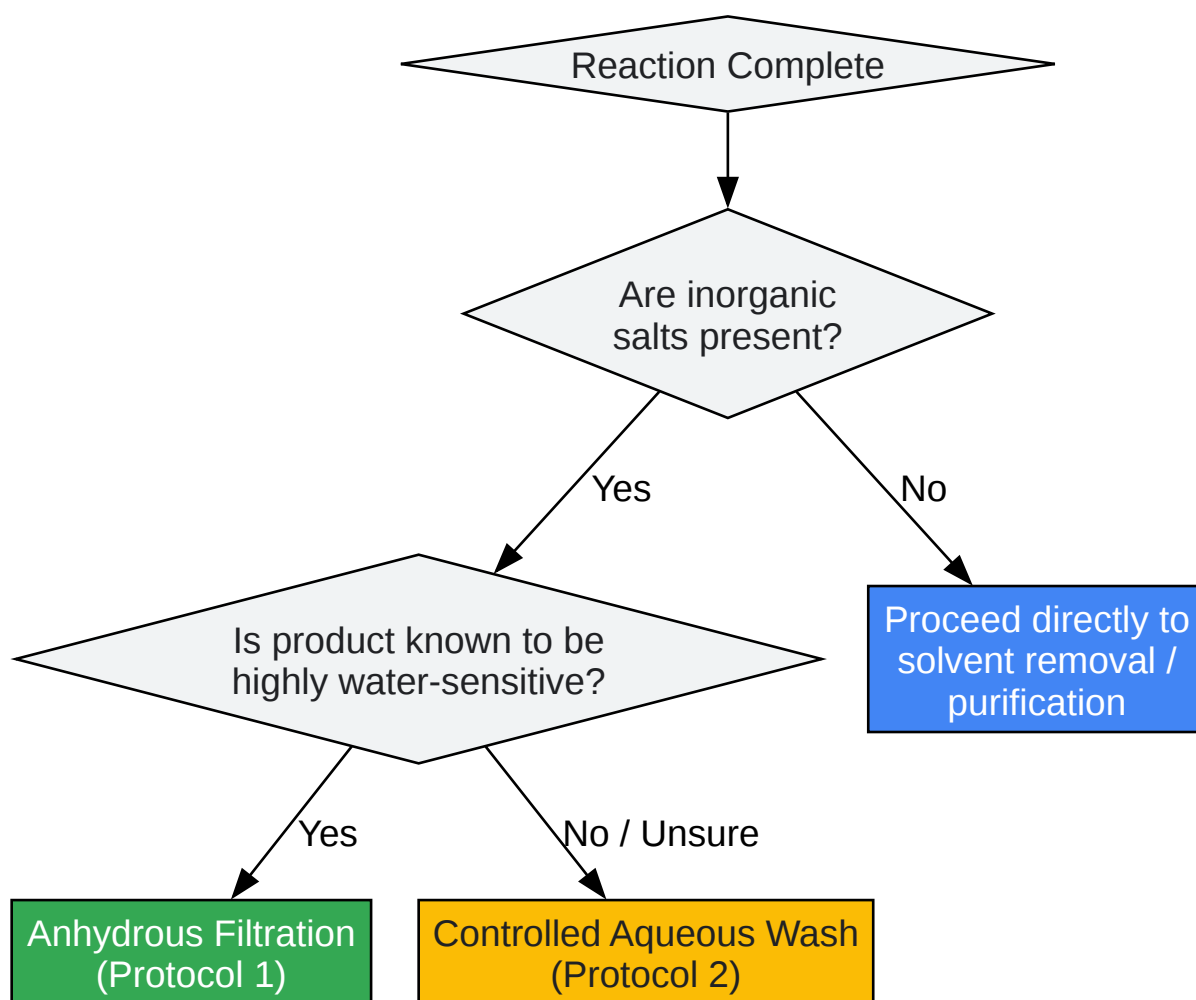 Reaction Complete
Are inorganic
salts present?
Yes
No
Is product known to be
highly water-sensitive?
Proceed directly to
solvent removal /
purification
Yes
No / Unsure
Anhydrous Filtration
(Protocol 1)
Controlled Aqueous Wash
(Protocol 2)